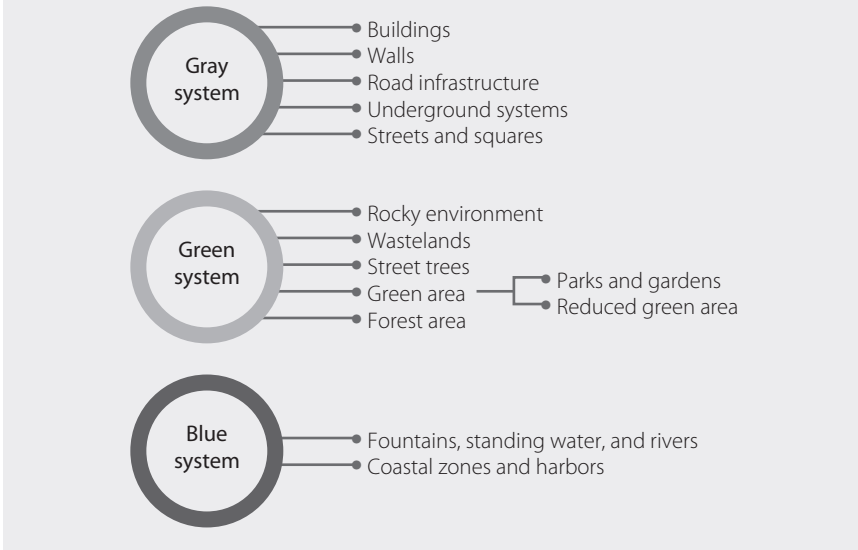 Gray
system
Buildings
Walls
Road infrastructure
Underground systems
Streets and squares
Green
system
Rocky environment
Wastelands
Street trees
Green area
Forest area
Parks and gardens
Reduced green area
Blue
system
Fountains, standing water, and rivers
Coastal zones and harbors